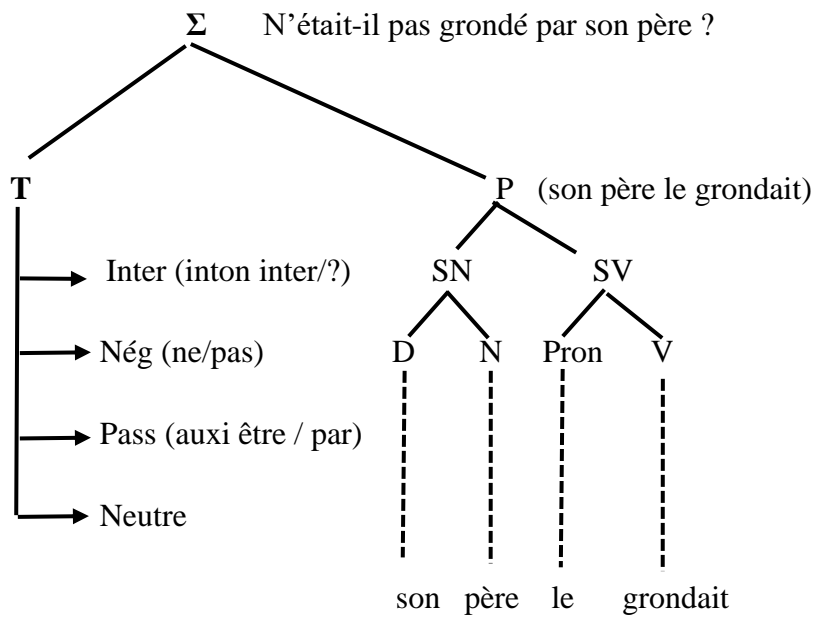 Σ N’était-il pas grondé par son père ?
T P (son père le grondait)
Inter (inton inter/?) SN SV
Nég (ne/pas) D N Pron V
Pass (auxi être / par)
Neutre
son père le grondait